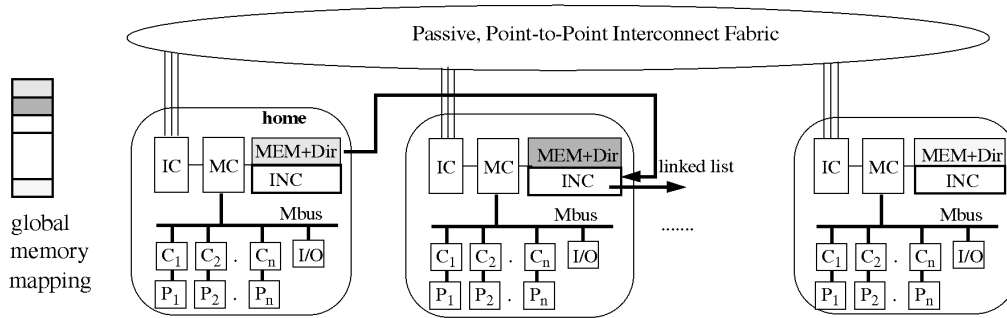 Passive, Point-to-Point Interconnect Fabric
global
memory
mapping
home
IC
MC
MEM+Dir
INC
Mbus
C1 C2 . Cn I/O
P1 P2 . Pn
linked list
IC
MC
MEM+Dir
INC
Mbus
C1 C2 . Cn I/O
P1 P2 . Pn
.......
IC
MC
MEM+Dir
INC
Mbus
C1 C2 . Cn I/O
P1 P2 . Pn